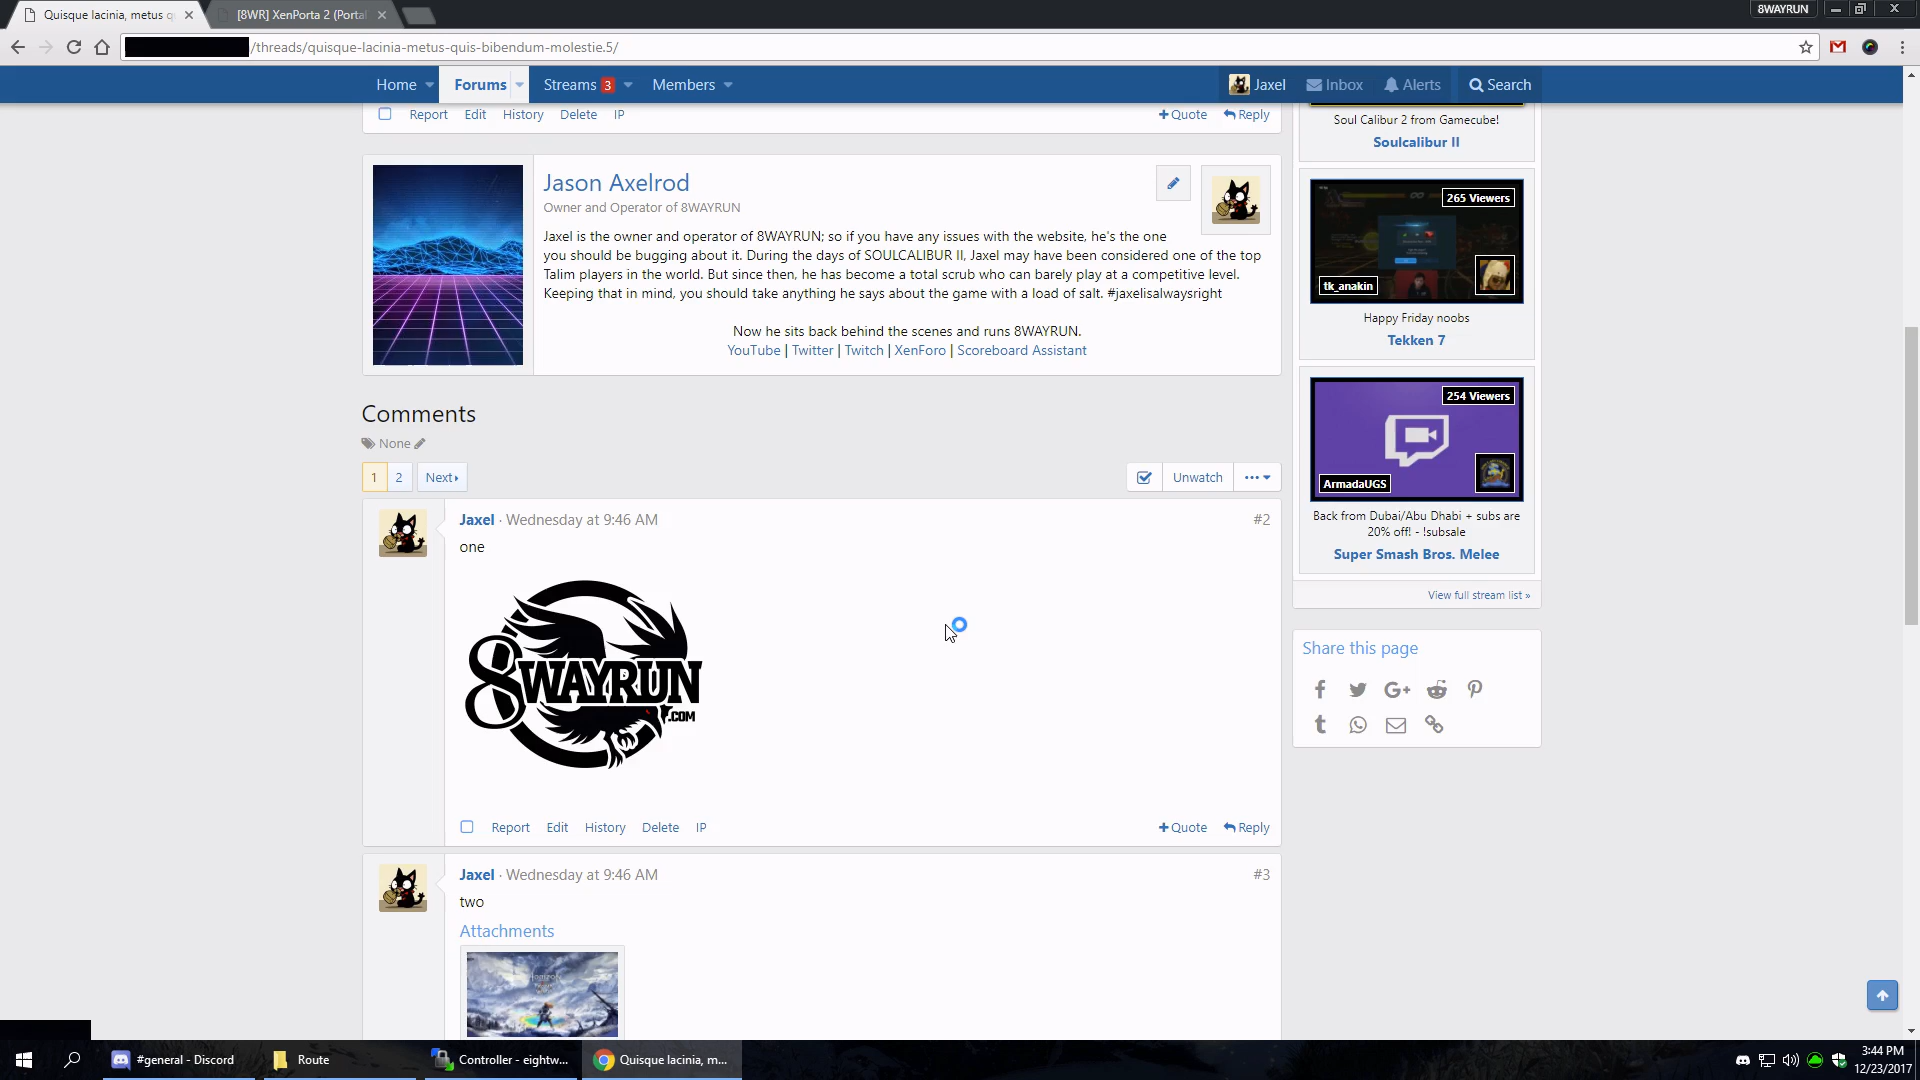 Quisque lacinia, metus q
[8WR] XenPorta 2 (Portal
8WAYRUN
/threads/quisque-lacinia-metus-quis-bibendum-molestie.5/
Home
Forums
Streams 3
Members
Jaxel
Inbox
Alerts
Search
Report Edit History Delete IP
Quote Reply
Jason Axelrod
Owner and Operator of 8WAYRUN
Jaxel is the owner and operator of 8WAYRUN; so if you have any issues with the website, he's the one
you should be bugging about it. During the days of SOULCALIBUR II, Jaxel may have been considered one of the top
Talim players in the world. But since then, he has become a total scrub who can barely play at a competitive level.
Keeping that in mind, you should take anything he says about the game with a load of salt. #jaxelisalwaysright
Now he sits back behind the scenes and runs 8WAYRUN.
YouTube | Twitter | Twitch | XenForo | Scoreboard Assistant
Comments
None
1 2 Next
Unwatch
Jaxel · Wednesday at 9:46 AM
#2
one
8WAYRUN
.COM
Report Edit History Delete IP
Quote Reply
Jaxel · Wednesday at 9:46 AM
#3
two
Attachments
Soul Calibur 2 from Gamecube!
Soulcalibur II
265 Viewers
tk_anakin
Happy Friday noobs
Tekken 7
254 Viewers
ArmadaUGS
Back from Dubai/Abu Dhabi + subs are
20% off! - !subsale
Super Smash Bros. Melee
View full stream list »
Share this page
#general - Discord
Route
Controller - eightw...
Quisque lacinia, m...
3:44 PM
12/23/2017